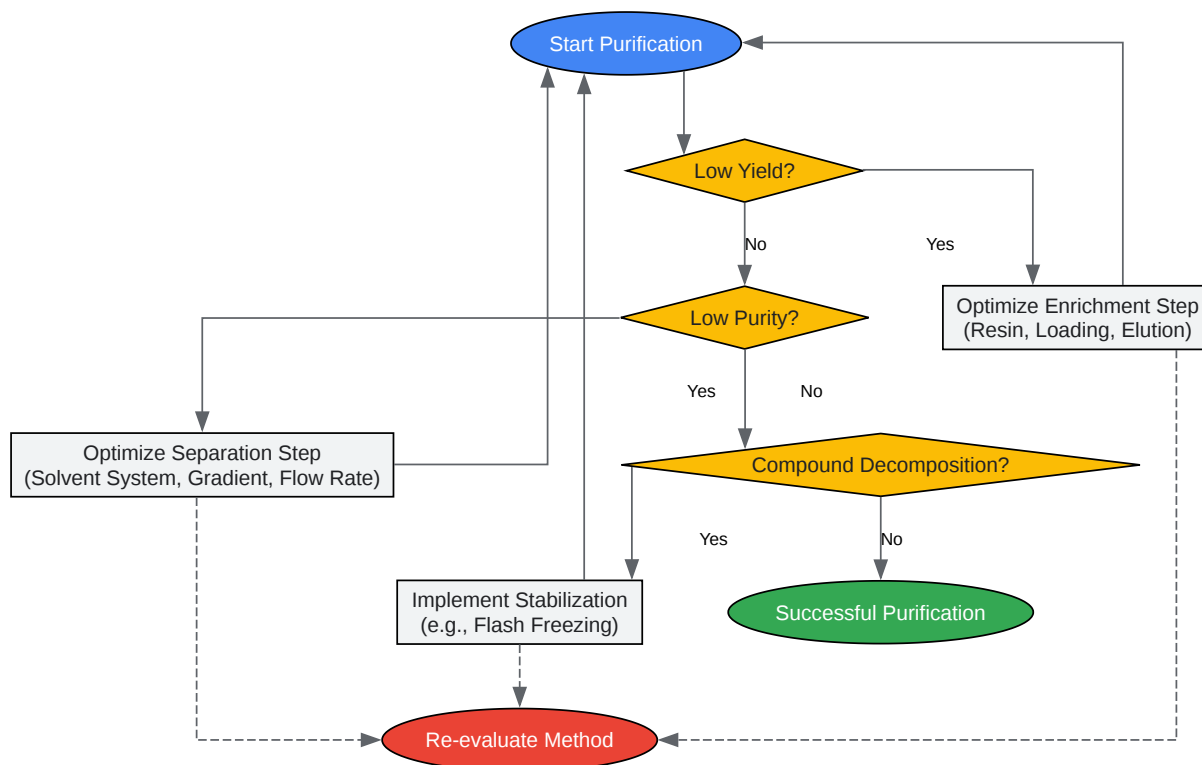 Start Purification
Low Yield?
No
Yes
Optimize Enrichment Step
(Resin, Loading, Elution)
Low Purity?
Yes
No
Optimize Separation Step
(Solvent System, Gradient, Flow Rate)
Compound Decomposition?
Yes
No
Implement Stabilization
(e.g., Flash Freezing)
Successful Purification
Re-evaluate Method